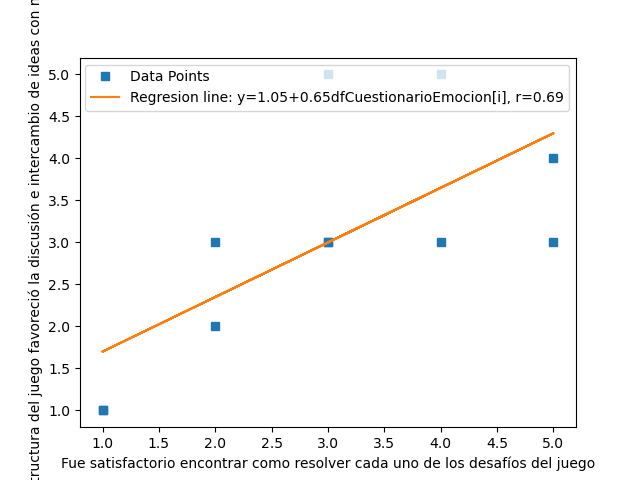 Data Points
Regresion line: y=1.05+0.65dfCuestionarioEmocion[i], r=0.69
5.0
4.5
4.0
3.5
3.0
2.5
2.0
1.5
1.0
1.0 1.5 2.0 2.5 3.0 3.5 4.0 4.5 5.0
Fue satisfactorio encontrar como resolver cada uno de los desafíos del juego
del juego favoreció la discusión e intercambio de ideas con